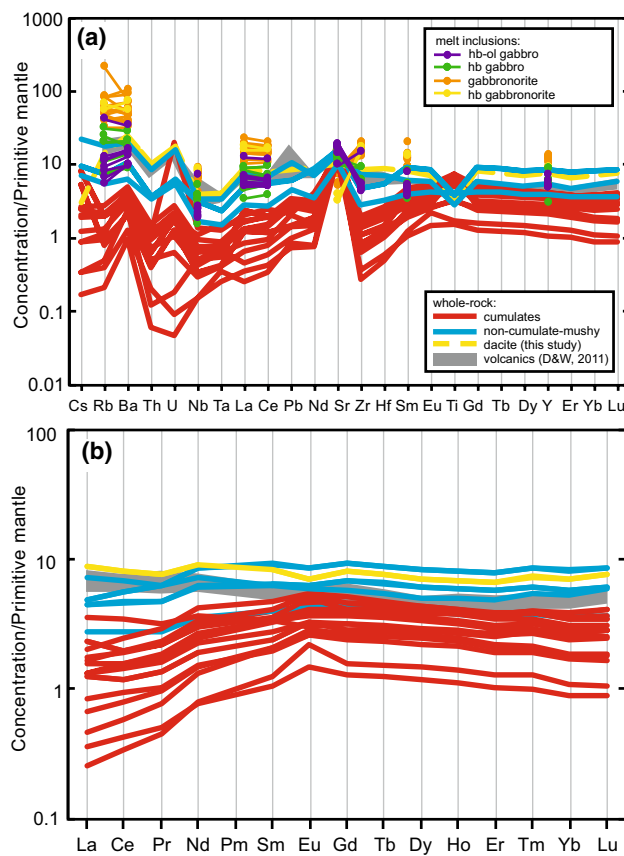 (a)
Concentration/Primitive mantle
1000
100
10
1
0.1
0.01
melt inclusions:
hb-ol gabbro
hb gabbro
gabbronorite
hb gabbronorite
whole-rock:
cumulates
non-cumulate-mushy
dacite (this study)
volcanics (D&W, 2011)
Cs Rb Ba Th U Nb Ta La Ce Pb Nd Sr Zr Hf Sm Eu Ti Gd Tb Dy Y Er Yb Lu
(b)
Concentration/Primitive mantle
100
10
1
0.1
La Ce Pr Nd Pm Sm Eu Gd Tb Dy Ho Er Tm Yb Lu